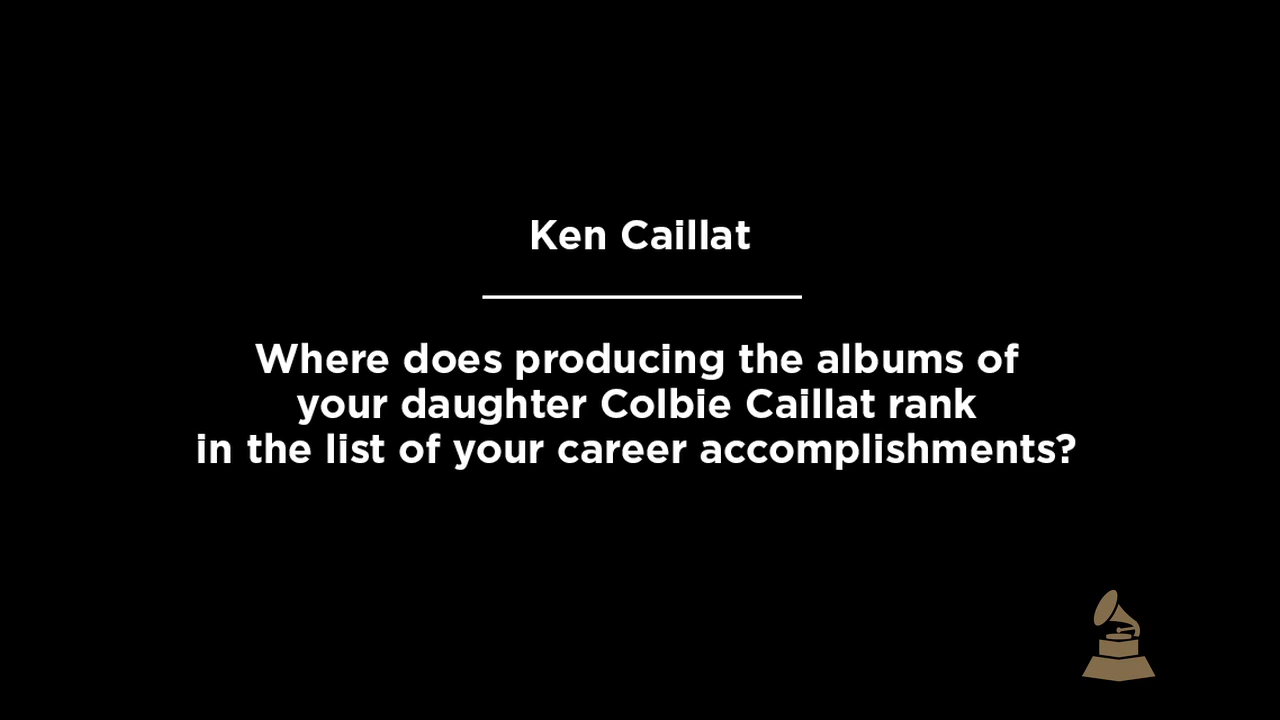 Ken Caillat
Where does producing the albums of
your daughter Colbie Caillat rank
in the list of your career accomplishments?